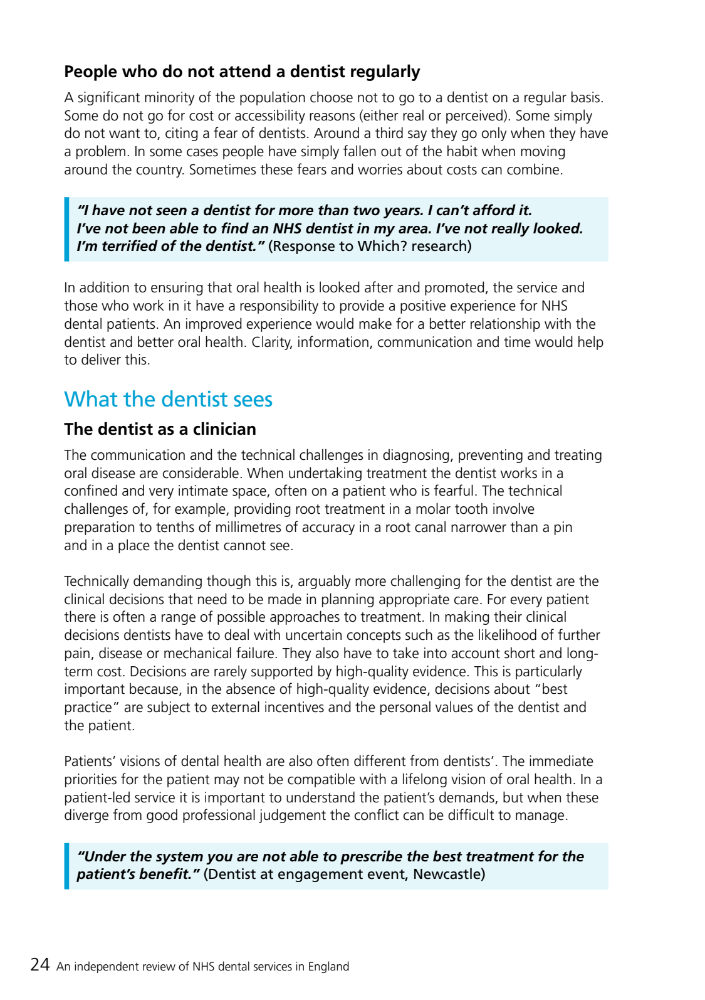 People who do not attend a dentist regularly
A significant minority of the population choose not to go to a dentist on a regular basis.
Some do not go for cost or accessibility reasons (either real or perceived). Some simply
do not want to, citing a fear of dentists. Around a third say they go only when they have
a problem. In some cases people have simply fallen out of the habit when moving
around the country. Sometimes these fears and worries about costs can combine.
“I have not seen a dentist for more than two years. I can’t afford it.
I’ve not been able to find an NHS dentist in my area. I’ve not really looked.
I’m terrified of the dentist.” (Response to Which? research)
In addition to ensuring that oral health is looked after and promoted, the service and
those who work in it have a responsibility to provide a positive experience for NHS
dental patients. An improved experience would make for a better relationship with the
dentist and better oral health. Clarity, information, communication and time would help
to deliver this.
What the dentist sees
The dentist as a clinician
The communication and the technical challenges in diagnosing, preventing and treating
oral disease are considerable. When undertaking treatment the dentist works in a
confined and very intimate space, often on a patient who is fearful. The technical
challenges of, for example, providing root treatment in a molar tooth involve
preparation to tenths of millimetres of accuracy in a root canal narrower than a pin
and in a place the dentist cannot see.
Technically demanding though this is, arguably more challenging for the dentist are the
clinical decisions that need to be made in planning appropriate care. For every patient
there is often a range of possible approaches to treatment. In making their clinical
decisions dentists have to deal with uncertain concepts such as the likelihood of further
pain, disease or mechanical failure. They also have to take into account short and long-
term cost. Decisions are rarely supported by high-quality evidence. This is particularly
important because, in the absence of high-quality evidence, decisions about “best
practice” are subject to external incentives and the personal values of the dentist and
the patient.
Patients’ visions of dental health are also often different from dentists’. The immediate
priorities for the patient may not be compatible with a lifelong vision of oral health. In a
patient-led service it is important to understand the patient’s demands, but when these
diverge from good professional judgement the conflict can be difficult to manage.
“Under the system you are not able to prescribe the best treatment for the
patient’s benefit.” (Dentist at engagement event, Newcastle)
24 An independent review of NHS dental services in England